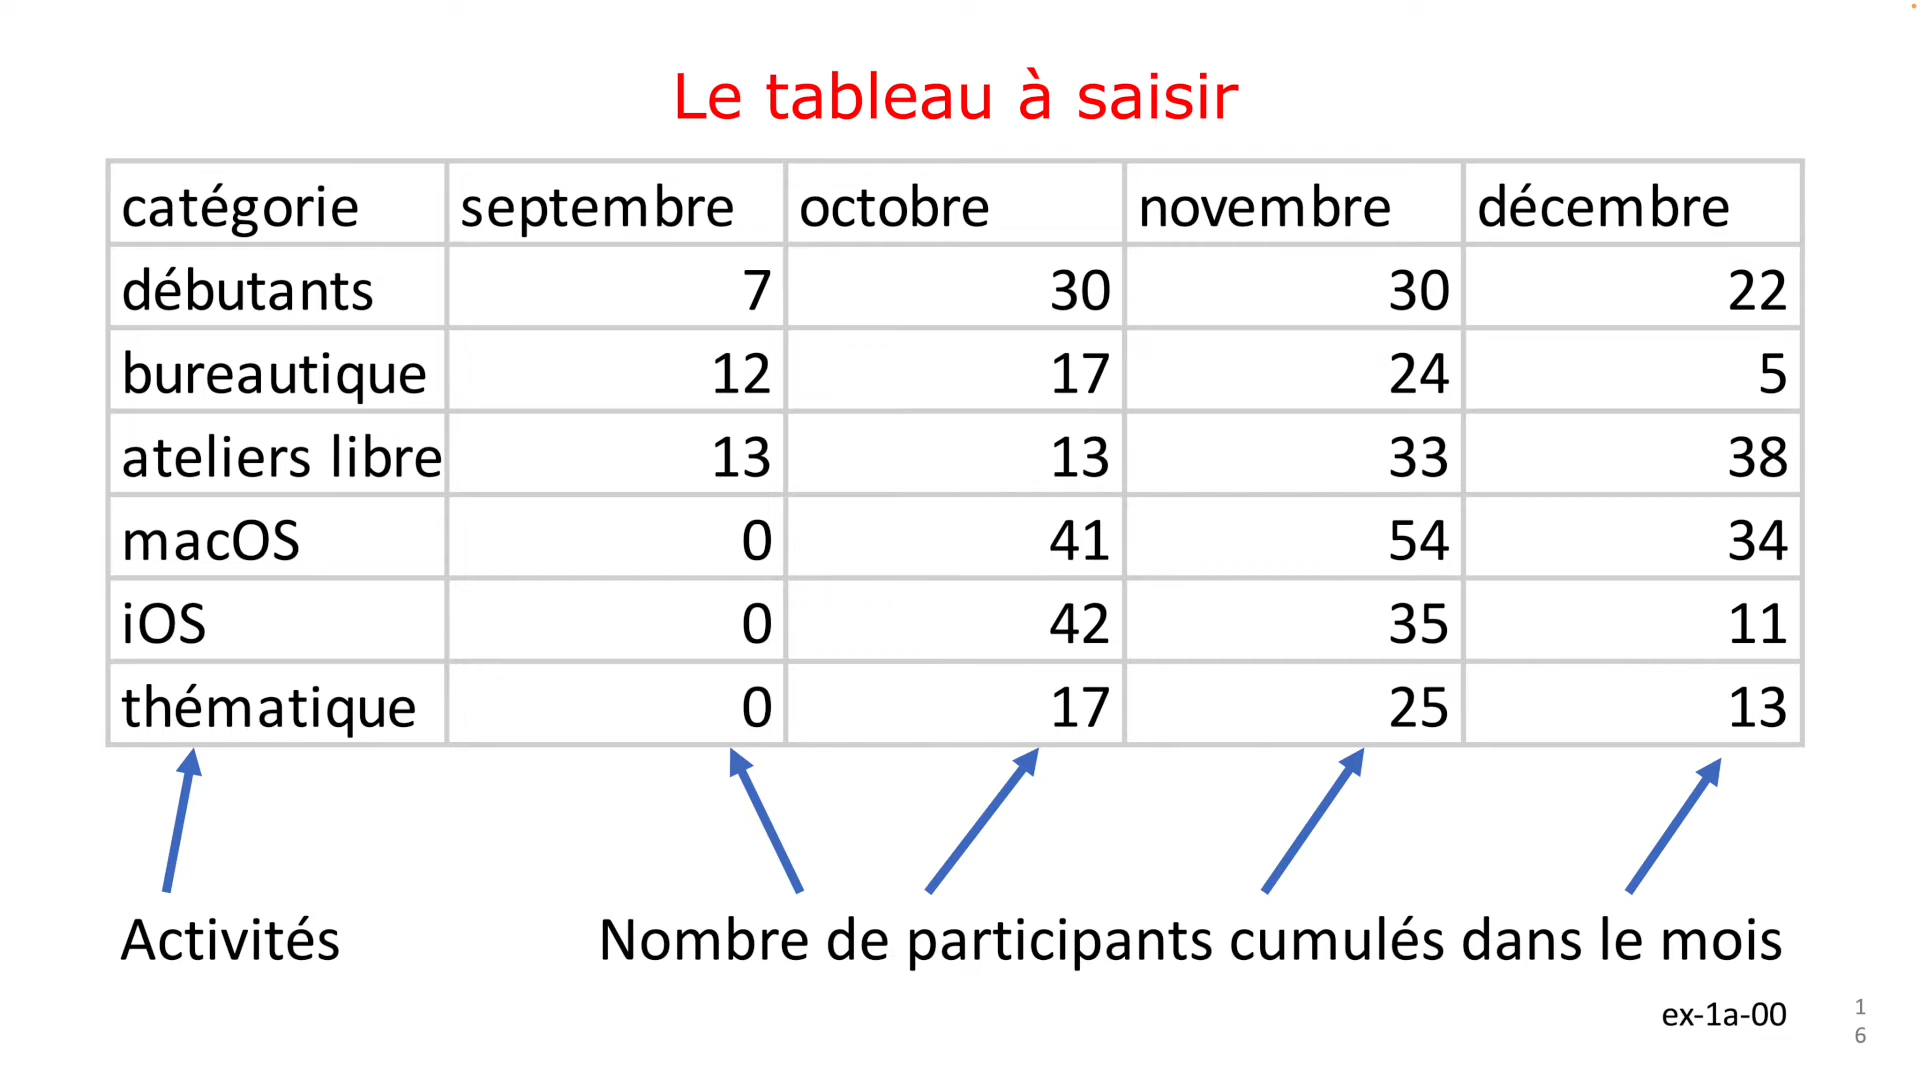 Le tableau à saisir
catégorie septembre octobre novembre décembre
débutants 7 30 30 22
bureautique 12 17 24 5
ateliers libre 13 13 33 38
macOS 0 41 54 34
iOS 0 42 35 11
thématique 0 17 25 13
Activités Nombre de participants cumulés dans le mois
ex-1a-00
1
6